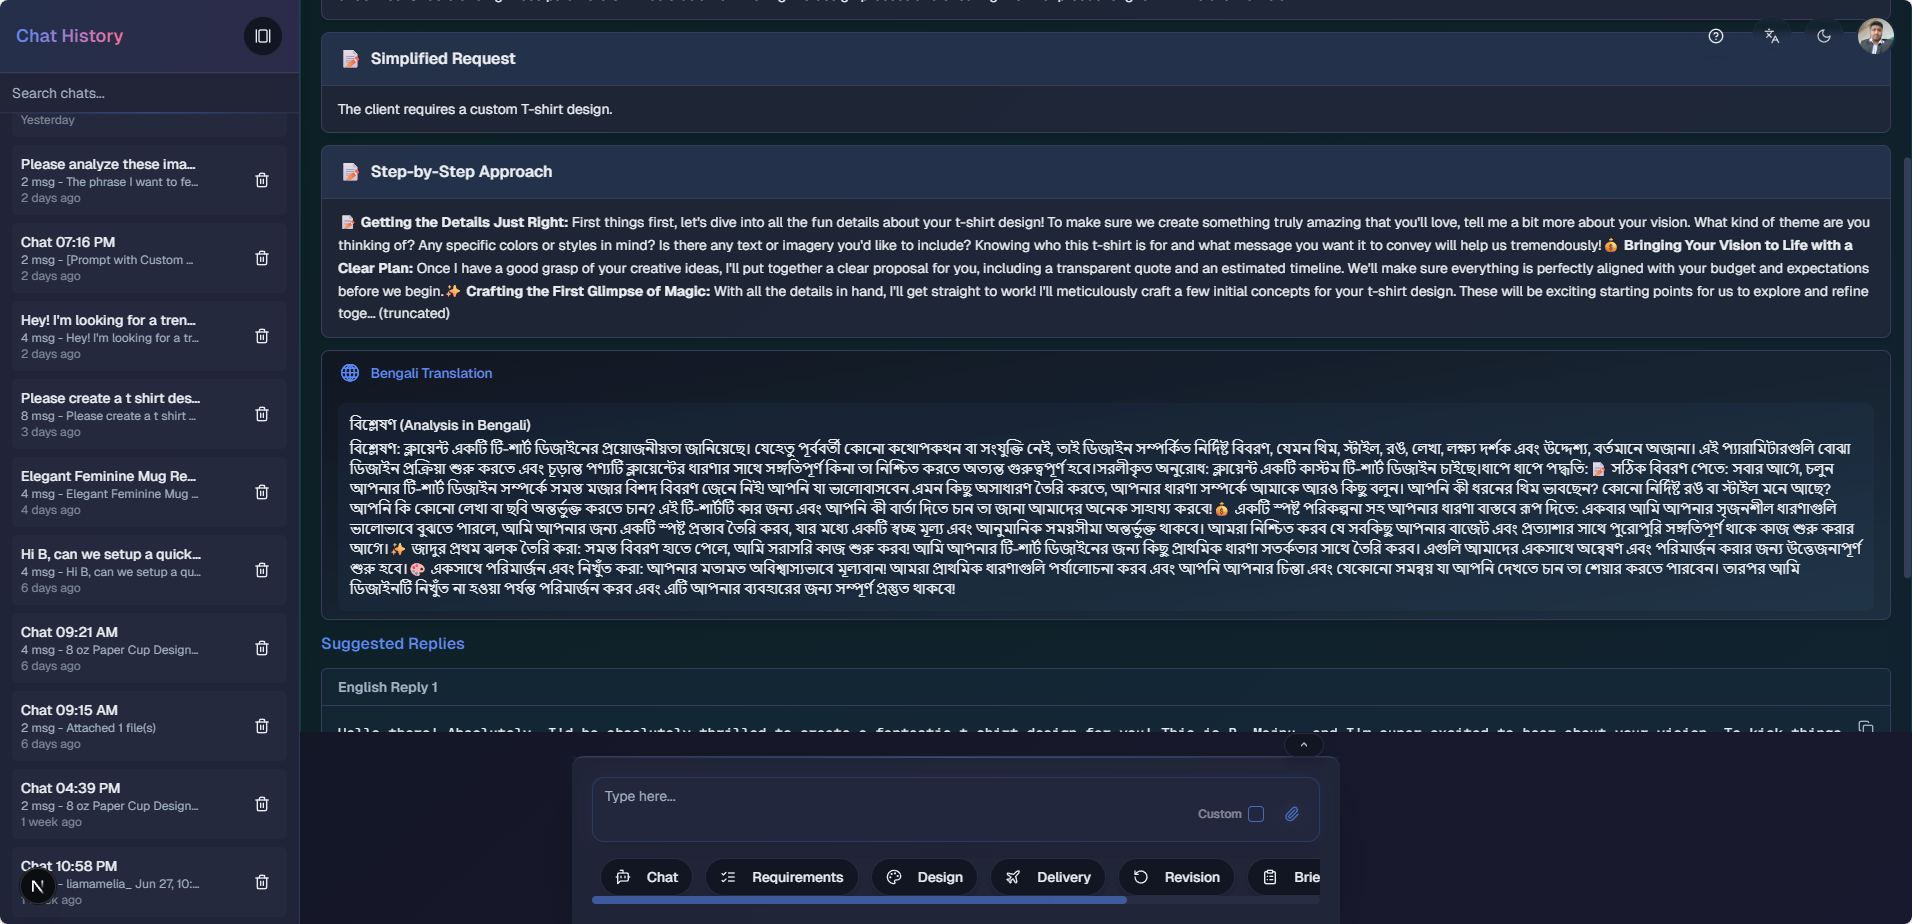 Chat History
Search chats...
Yesterday
Please analyze these ima...
2 msg - The phrase I want to fe...
2 days ago
Chat 07:16 PM
2 msg - [Prompt with Custom ...
2 days ago
Hey! I'm looking for a tren...
4 msg - Hey! I'm looking for a tr...
2 days ago
Please create a t shirt des...
8 msg - Please create a t shirt ...
3 days ago
Elegant Feminine Mug Re...
4 msg - Elegant Feminine Mug ...
4 days ago
Hi B, can we setup a quick...
4 msg - Hi B, can we setup a qu...
6 days ago
Chat 09:21 AM
4 msg - 8 oz Paper Cup Design...
6 days ago
Chat 09:15 AM
2 msg - Attached 1 file(s)
6 days ago
Chat 04:39 PM
2 msg - 8 oz Paper Cup Design...
1 week ago
Chat 10:58 PM
- liamamelia_ Jun 27, 10:...
ago
N
Simplified Request
The client requires a custom T-shirt design.
Step-by-Step Approach
📝 Getting the Details Just Right: First things first, let's dive into all the fun details about your t-shirt design! To make sure we create something truly amazing that you'll love, tell me a bit more about your vision. What kind of theme are you
thinking of? Any specific colors or styles in mind? Is there any text or imagery you'd like to include? Knowing who this t-shirt is for and what message you want it to convey will help us tremendously!💰 Bringing Your Vision to Life with a
Clear Plan: Once I have a good grasp of your creative ideas, I'll put together a clear proposal for you, including a transparent quote and an estimated timeline. We'll make sure everything is perfectly aligned with your budget and expectations
before we begin.✨ Crafting the First Glimpse of Magic: With all the details in hand, I'll get straight to work! I'll meticulously craft a few initial concepts for your t-shirt design. These will be exciting starting points for us to explore and refine
toge... (truncated)
Bengali Translation
বিশ্লেষণ (Analysis in Bengali)
বিশ্লেষণ: ক্লায়েন্ট একটি টি-শার্ট ডিজাইনের প্রয়োজনীয়তা জানিয়েছে। যেহেতু পূর্ববর্তী কোনো কথোপকথন বা সংযুক্তি নেই, তাই ডিজাইন সম্পর্কিত নির্দিষ্ট বিবরণ, যেমন থিম, স্টাইল, রঙ, লেখা, লক্ষ্য দর্শক এবং উদ্দেশ্য, বর্তমানে অজানা। এই প্যারামিটারগুলি বোঝা
ডিজাইন প্রক্রিয়া শুরু করতে এবং চূড়ান্ত পণ্যটি ক্লায়েন্টের ধারণার সাথে সঙ্গতিপূর্ণ কিনা তা নিশ্চিত করতে অত্যন্ত গুরুত্বপূর্ণ হবে।সরলীকৃত অনুরোধ: ক্লায়েন্ট একটি কাস্টম টি-শার্ট ডিজাইন চাইছে।ধাপে ধাপে পদ্ধতি: 📝 সঠিক বিবরণ পেতে: সবার আগে, চলুন
আপনার টি-শার্ট ডিজাইন সম্পর্কে সমস্ত মজার বিশদ বিবরণ জেনে নিই! আপনি যা ভালোবাসবেন এমন কিছু অসাধারণ তৈরি করতে, আপনার ধারণা সম্পর্কে আমাকে আরও কিছু বলুন। আপনি কী ধরনের থিম ভাবছেন? কোনো নির্দিষ্ট রঙ বা স্টাইল মনে আছে?
আপনি কি কোনো লেখা বা ছবি অন্তর্ভুক্ত করতে চান? এই টি-শার্টটি কার জন্য এবং আপনি কী বার্তা দিতে চান তা জানা আমাদের অনেক সাহায্য করবে!💰 একটি স্পষ্ট পরিকল্পনা সহ আপনার ধারণা বাস্তবে রূপ দিতে: একবার আমি আপনার সৃজনশীল ধারণাগুলি
ভালোভাবে বুঝতে পারলে, আমি আপনার জন্য একটি স্পষ্ট প্রস্তাব তৈরি করব, যার মধ্যে একটি স্বচ্ছ মূল্য এবং আনুমানিক সময়সীমা অন্তর্ভুক্ত থাকবে। আমরা নিশ্চিত করব যে সবকিছু আপনার বাজেট এবং প্রত্যাশার সাথে পুরোপুরি সঙ্গতিপূর্ণ থাকে কাজ শুরু করার
আগে।✨ জাদুর প্রথম ঝলক তৈরি করা: সমস্ত বিবরণ হাতে পেলে, আমি সরাসরি কাজ শুরু করব! আমি আপনার টি-শার্ট ডিজাইনের জন্য কিছু প্রাথমিক ধারণা সতর্কতার সাথে তৈরি করব। এগুলি আমাদের একসাথে অন্বেষণ এবং পরিমার্জন করার জন্য উত্তেজনাপূর্ণ
শুরু হবে।🎨 একসাথে পরিমার্জন এবং নিখুঁত করা: আপনার মতামত অবিশ্বাস্যভাবে মূল্যবান! আমরা প্রাথমিক ধারণাগুলি পর্যালোচনা করব এবং আপনি আপনার চিন্তা এবং যেকোনো সমন্বয় যা আপনি দেখতে চান তা শেয়ার করতে পারবেন। তারপর আমি
ডিজাইনটি নিখুঁত না হওয়া পর্যন্ত পরিমার্জন করব এবং এটি আপনার ব্যবহারের জন্য সম্পূর্ণ প্রস্তুত থাকবে!
Suggested Replies
English Reply 1
Type here...
Custom
Chat
Requirements
Design
Delivery
Revision
Brie